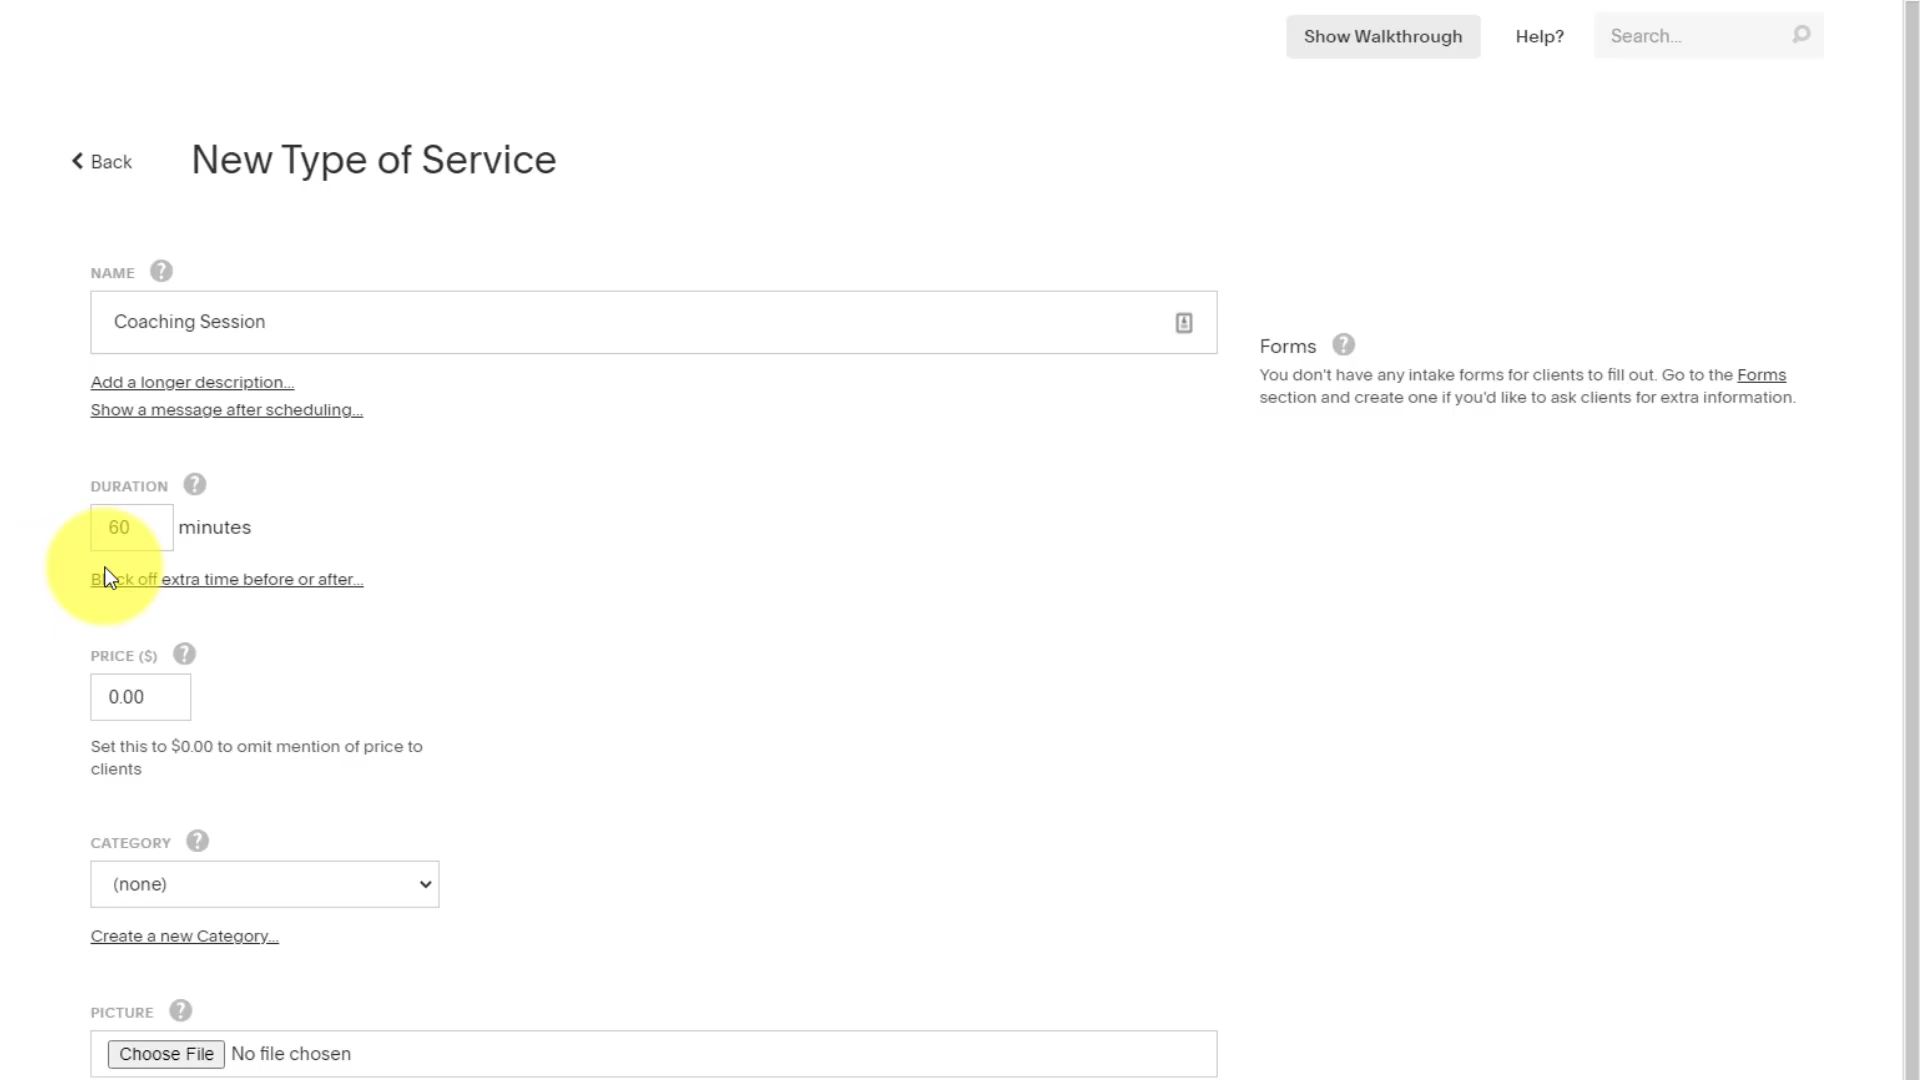 Show Walkthrough
Help?
Search...
Back
New Type of Service
NAME ?
Coaching Session
Add a longer description...
Show a message after scheduling...
Forms ?
You don't have any intake forms for clients to fill out. Go to the Forms
section and create one if you'd like to ask clients for extra information.
DURATION ?
60 minutes
Block off extra time before or after...
PRICE ($) ?
0.00
Set this to $0.00 to omit mention of price to
clients
CATEGORY ?
(none)
Create a new Category...
PICTURE ?
Choose File No file chosen